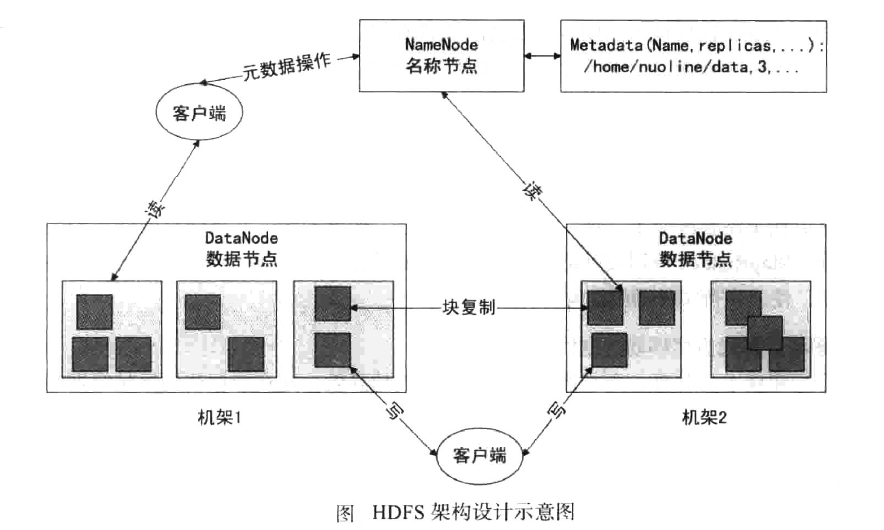 NameNode
名称节点
Metadata(Name,replicas,...):
/home/nuoline/data,3,...
元数据操作
客户端
读
读
DataNode
数据节点
DataNode
数据节点
块复制
写
写
机架1
机架2
客户端
图 HDFS 架构设计示意图